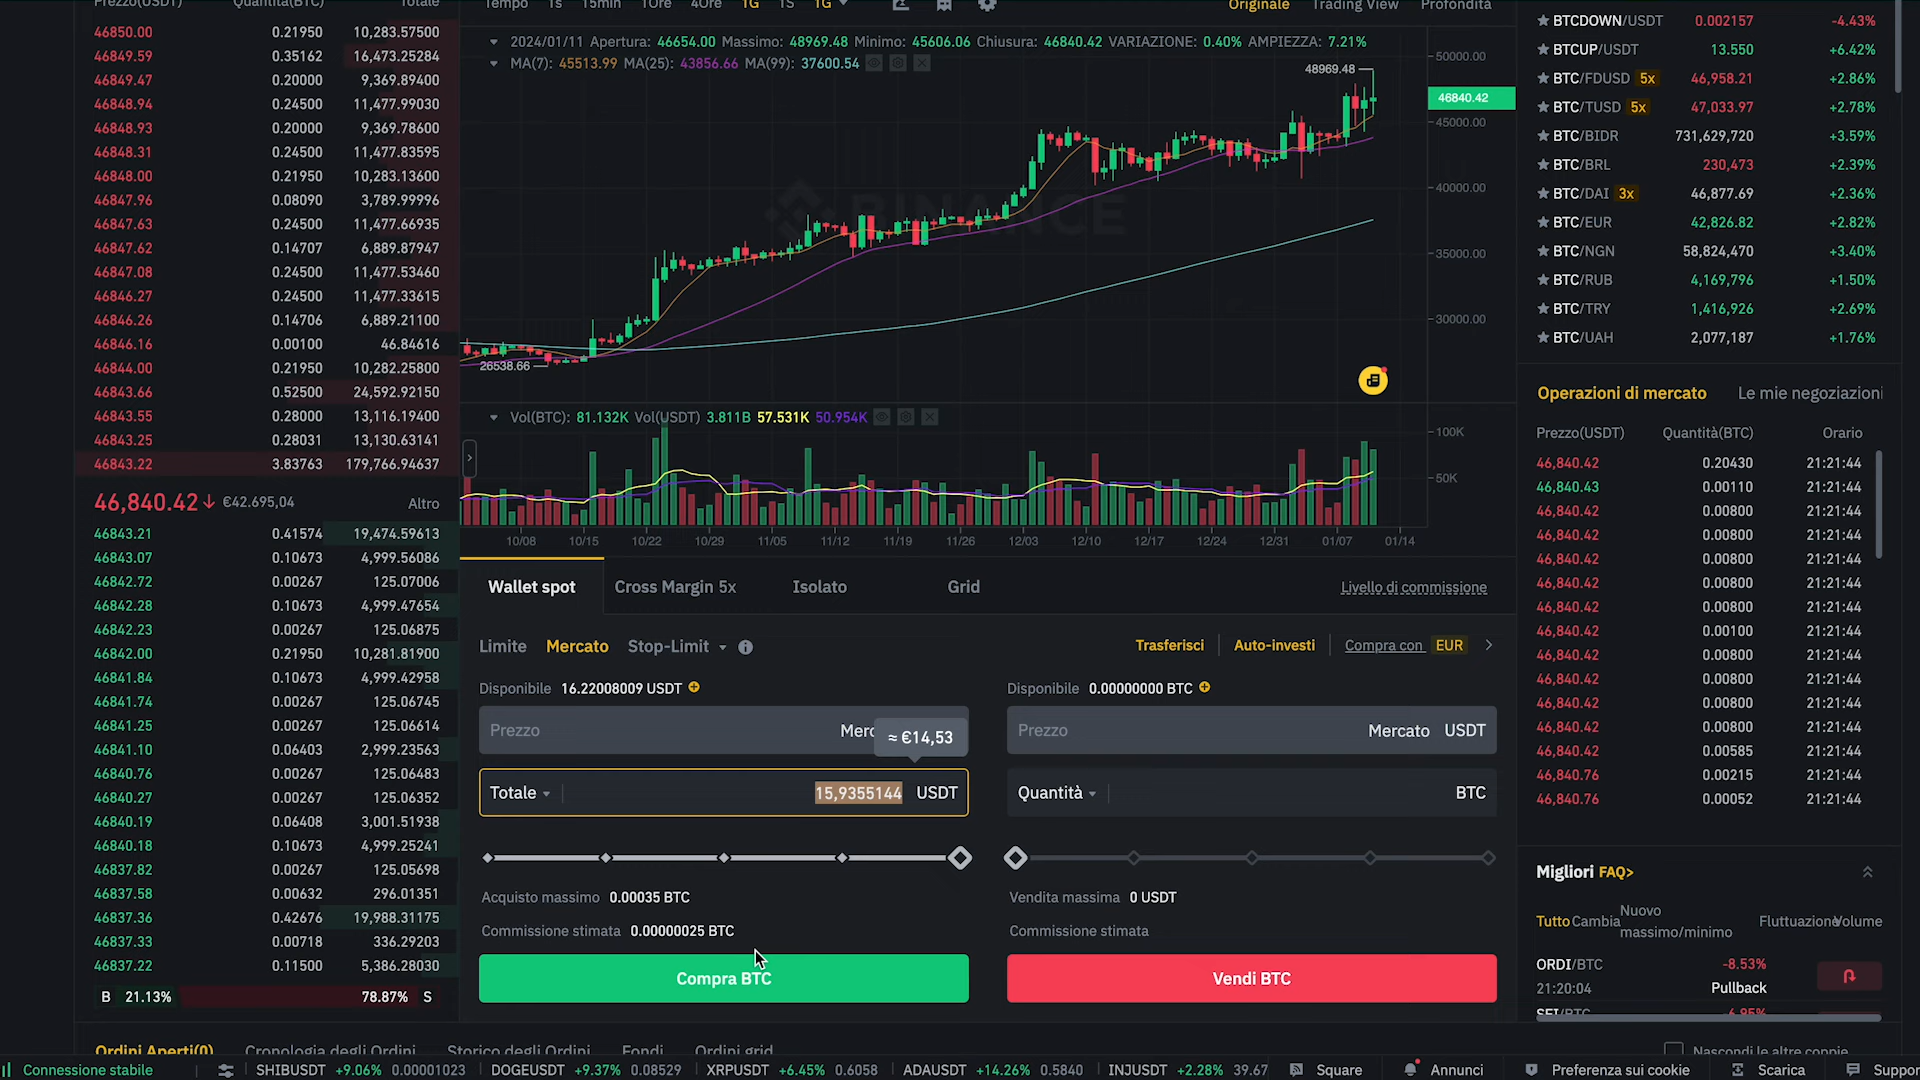 Prezzo(USDT) Quantità(BTC) Totale
46850.00 0.21950 10,283.57500
46849.59 0.35162 16,473.25284
46849.47 0.20000 9,369.89400
46848.94 0.24500 11,477.99030
46848.93 0.20000 9,369.78600
46848.31 0.24500 11,477.83595
46848.00 0.21950 10,283.13600
46847.96 0.08090 3,789.99996
46847.63 0.24500 11,477.66935
46847.62 0.14707 6,889.87947
46847.08 0.24500 11,477.53460
46846.27 0.24500 11,477.33615
46846.26 0.14706 6,889.21100
46846.16 0.00100 46.84616
46844.00 0.21950 10,282.25800
46843.66 0.52500 24,592.92150
46843.55 0.28000 13,116.19400
46843.25 0.28031 13,130.63141
46843.22 3.83763 179,766.94637
46,840.42↓ €42.695,04 Altro
46843.21 0.41574 19,474.59613
46843.07 0.10673 4,999.56086
46842.72 0.00267 125.07006
46842.28 0.10673 4,999.47654
46842.23 0.00267 125.06875
46842.00 0.21950 10,281.81900
46841.84 0.10673 4,999.42958
46841.74 0.00267 125.06745
46841.25 0.00267 125.06614
46841.10 0.06403 2,999.23563
46840.76 0.00267 125.06483
46840.27 0.00267 125.06352
46840.19 0.06408 3,001.51938
46840.18 0.10673 4,999.25241
46837.82 0.00267 125.05698
46837.58 0.00632 296.01351
46837.36 0.42676 19,988.31175
46837.33 0.00718 336.29203
46837.22 0.11500 5,386.28030
B 21.13% 78.87% S
Tempo 1s 15min 1Ore 4Ore 1G 1S 1G
Originale Trading View Profondità
2024/01/11 Apertura: 46654.00 Massimo: 48969.48 Minimo: 45606.06 Chiusura: 46840.42 VARIAZIONE: 0.40% AMPIEZZA: 7.21%
MA(7): 45513.99 MA(25): 43856.66 MA(99): 37600.54
50000.00
48969.48
46840.42
45000.00
40000.00
BINANCE
35000.00
30000.00
26538.66
Vol(BTC): 81.132K Vol(USDT) 3.811B 57.531K 50.954K
100K
50K
10/08 10/15 10/22 10/29 11/05 11/12 11/19 11/26 12/03 12/10 12/17 12/24 12/31 01/07 01/14
Wallet spot Cross Margin 5x Isolato Grid Livello di commissione
Limite Mercato Stop-Limit
Trasferisci Auto-investi Compra con EUR
Disponibile 16.22008009 USDT
Prezzo
≈ €14,53
Totale 15,9355144 USDT
Acquisto massimo 0.00035 BTC
Commissione stimata 0.00000025 BTC
Compra BTC
Disponibile 0.00000000 BTC
Prezzo Mercato USDT
Quantità BTC
Vendita massima 0 USDT
Commissione stimata
Vendi BTC
BTCDOWN/USDT 0.002157 -4.43%
BTCUP/USDT 13.550 +6.42%
BTC/FDUSD 5x 46,958.21 +2.86%
BTC/TUSD 5x 47,033.97 +2.78%
BTC/BIDR 731,629,720 +3.59%
BTC/BRL 230,473 +2.39%
BTC/DAI 3x 46,877.69 +2.36%
BTC/EUR 42,826.82 +2.82%
BTC/NGN 58,824,470 +3.40%
BTC/RUB 4,169,796 +1.50%
BTC/TRY 1,416,926 +2.69%
BTC/UAH 2,077,187 +1.76%
Operazioni di mercato Le mie negoziazioni
Prezzo(USDT) Quantità(BTC) Orario
46,840.42 0.20430 21:21:44
46,840.43 0.00110 21:21:44
46,840.42 0.00800 21:21:44
46,840.42 0.00800 21:21:44
46,840.42 0.00800 21:21:44
46,840.42 0.00800 21:21:44
46,840.42 0.00800 21:21:44
46,840.42 0.00100 21:21:44
46,840.42 0.00800 21:21:44
46,840.42 0.00800 21:21:44
46,840.42 0.00800 21:21:44
46,840.42 0.00800 21:21:44
46,840.42 0.00585 21:21:44
46,840.76 0.00215 21:21:44
46,840.76 0.00052 21:21:44
Migliori FAQ>
Tutto Cambia Nuovo massimo/minimo Fluttuazione Volume
ORDI/BTC -8.53%
21:20:04 Pullback
SEI/BTC -6.95%
Ordini Aperti(0) Cronologia degli Ordini Storico degli Ordini Fondi Ordini grid Nascondi le altre coppie
Connessione stabile SHIBUSDT +9.06% 0.00001023 DOGEUSDT +9.37% 0.08529 XRPUSDT +6.45% 0.6058 ADAUSDT +14.26% 0.5840 INJUSDT +2.28% 39.67 Square Annunci Preferenza sui cookie Scarica